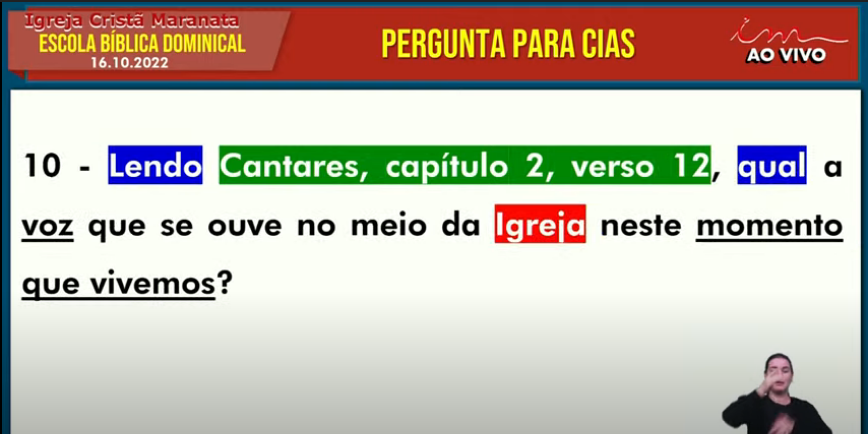 Igreja Cristã Maranata
ESCOLA BÍBLICA DOMINICAL
16.10.2022
PERGUNTA PARA CIAS
im
AO VIVO
10 - Lendo Cantares, capítulo 2, verso 12, qual a
voz que se ouve no meio da Igreja neste momento
que vivemos?